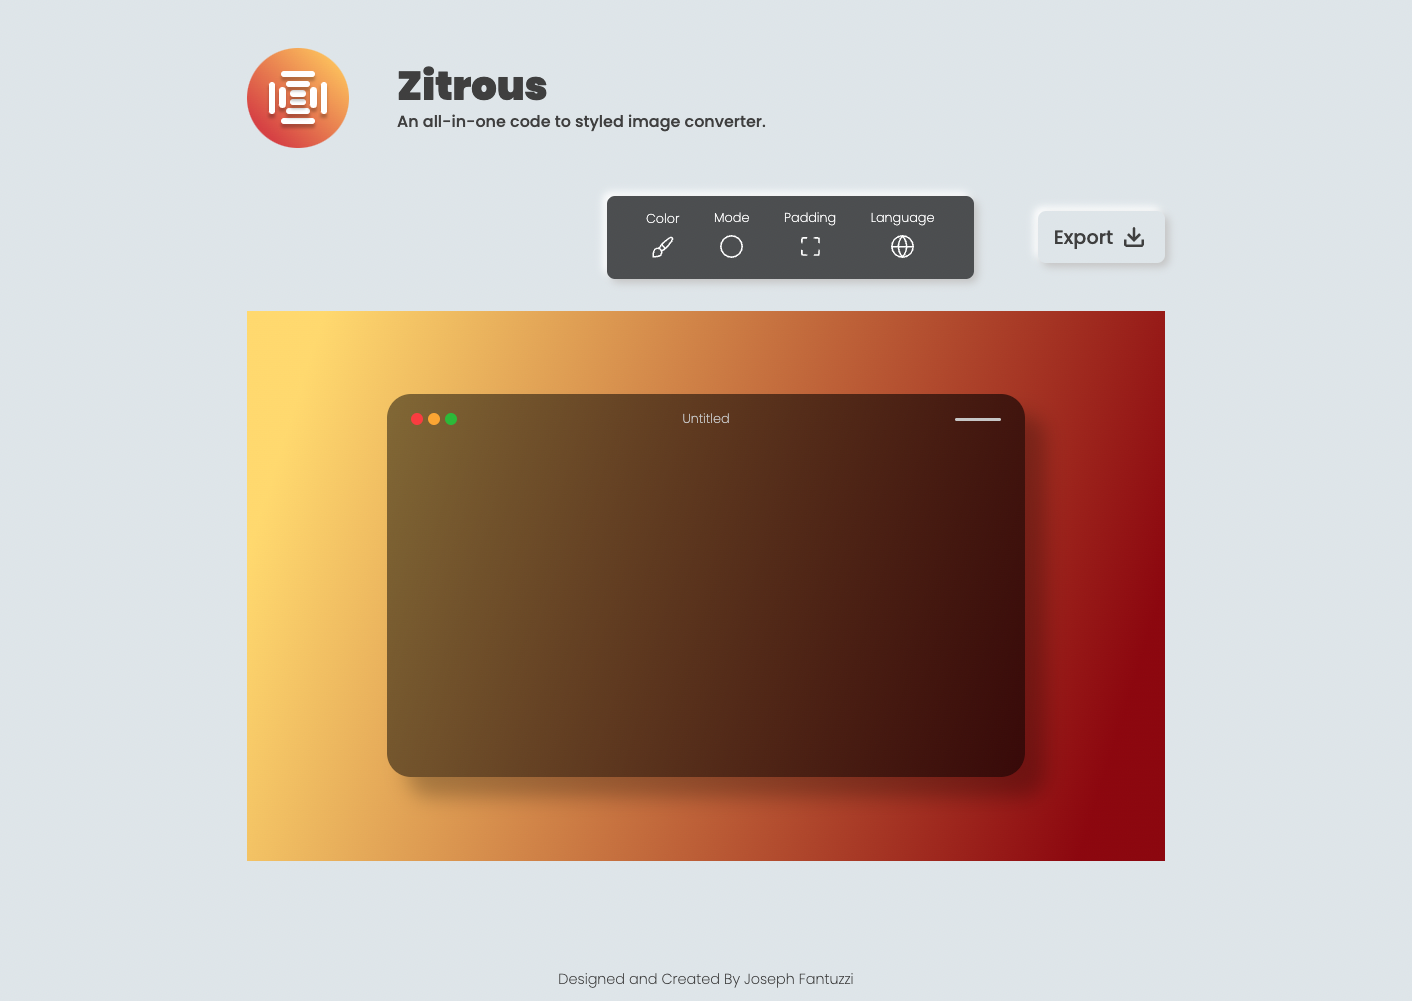 Zitrous
An all-in-one code to styled image converter.
Color Mode Padding Language
Export
Untitled
Designed and Created By Joseph Fantuzzi